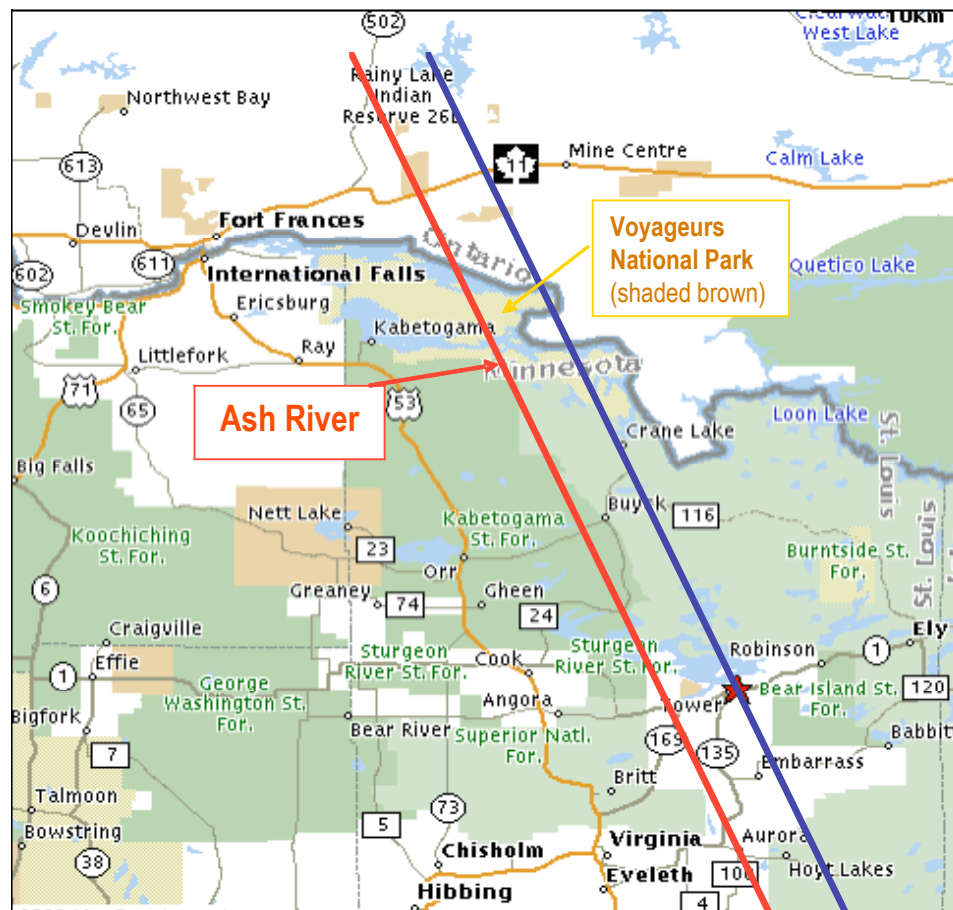 Clearwater
West Lake
10km
502
Rainy Lake
Indian
Reserve 26
Northwest Bay
11
Mine Centre
Calm Lake
613
Devlin
Fort Frances
Voyageurs
National Park
(shaded brown)
Ontario
602
611
International Falls
Quetico Lake
Smokey Bear
St. For.
Ericsburg
Kabetogama
Littlefork
Ray
Minnesota
71
65
53
Ash River
Loon Lake
Crane Lake
St. Louis
Big Falls
Nett Lake
Kabetogama
St. For.
Buyck
116
Koochiching
St. For.
23
Burntside St.
For.
Orr
St. Louis
6
Greaney
74
Gheen
24
Craigville
Sturgeon
River St. For.
Sturgeon
River St. For.
Ely
Robinson
1
Effie
Cook
1
George
Washington St.
For.
Bear Island St.
For.
120
Angora
Tower
Bigfork
Bear River
Superior Natl.
For.
169
135
Babbitt
7
Embarrass
Britt
Talmoon
73
5
Bowstring
Virginia
Aurora
38
Chisholm
Hoyt Lakes
Eveleth
100
Hibbing
4